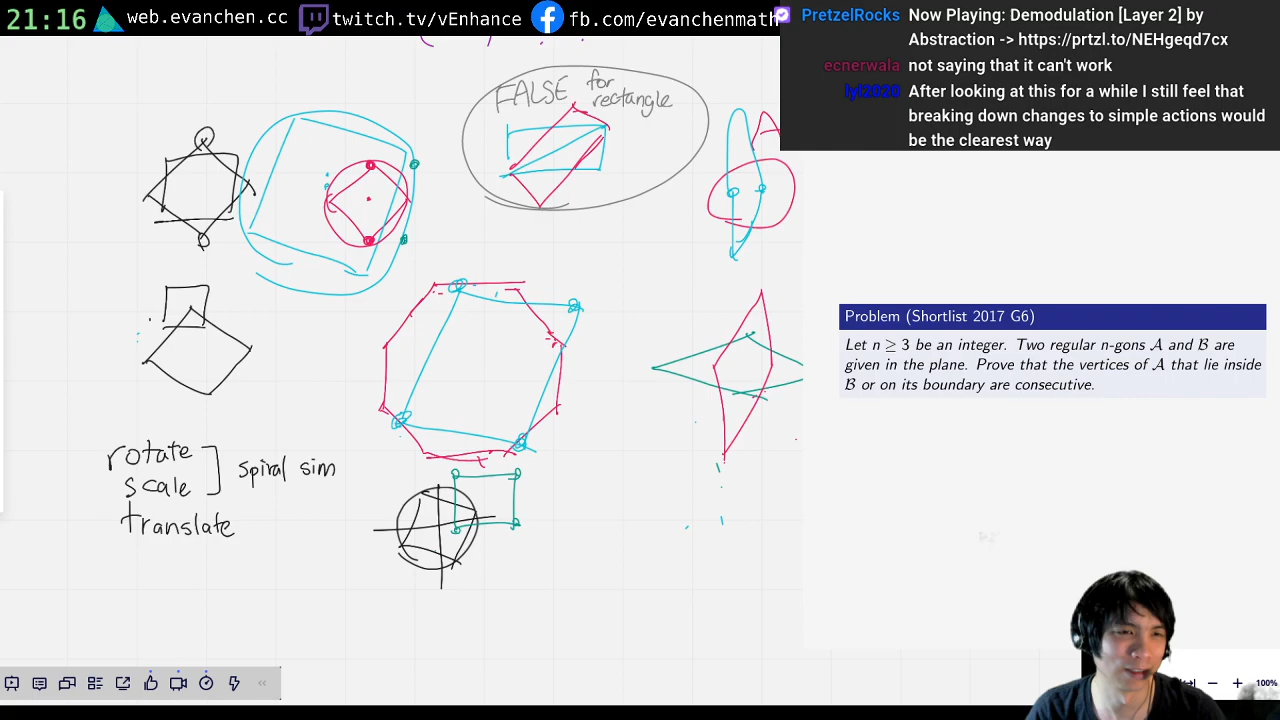 21:16 web.evanchen.cc twitch.tv/vEnhance fb.com/evanchenmath
PretzelRocks Now Playing: Demodulation [Layer 2] by
Abstraction -> https://prtzl.to/NEHgeqd7cx
ecnerwala not saying that it can't work
lyl2020 After looking at this for a while I still feel that
breaking down changes to simple actions would
be the clearest way
FALSE for
rectangle
Problem (Shortlist 2017 G6)
Let n ≥ 3 be an integer. Two regular n-gons 𝒜 and ℬ are
given in the plane. Prove that the vertices of 𝒜 that lie inside
ℬ or on its boundary are consecutive.
rotate
scale
spiral sim
translate
100%